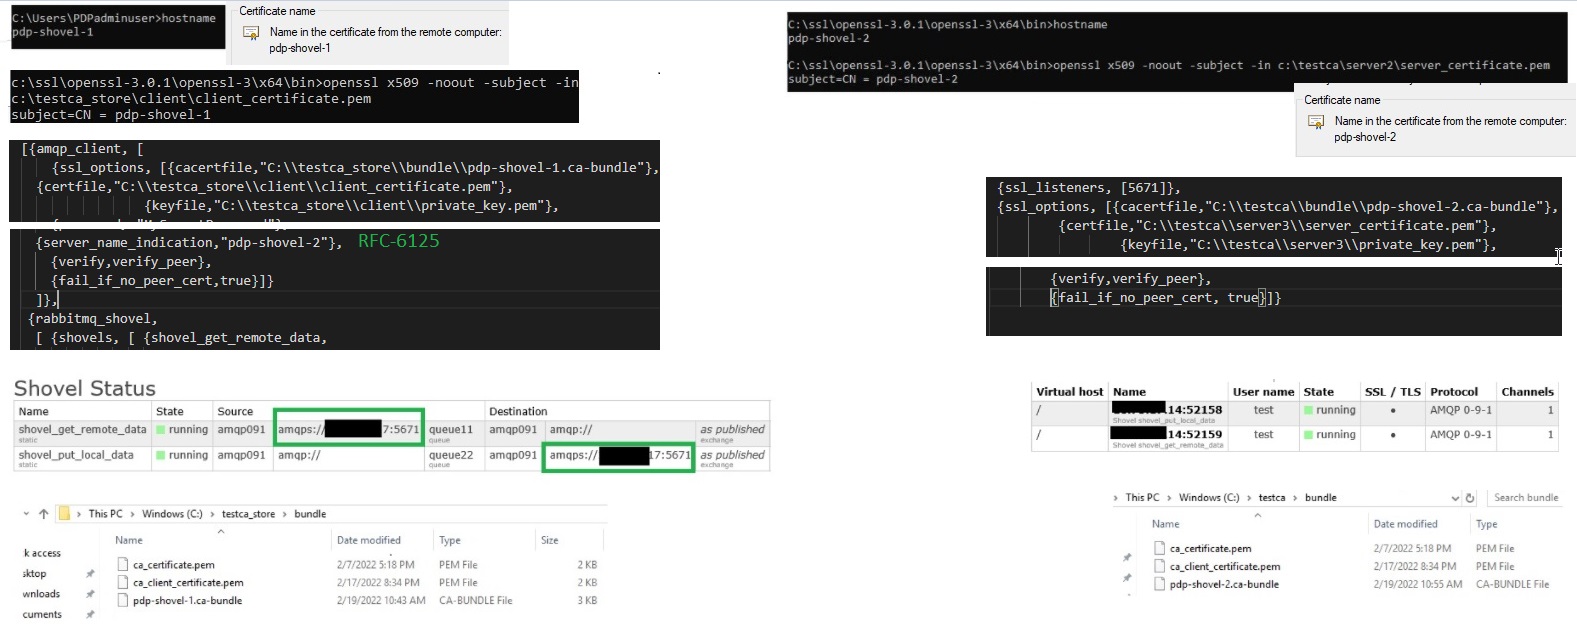 C:\Users\PDPadminuser>hostname
pdp-shovel-1
Certificate name
Name in the certificate from the remote computer:
pdp-shovel-1
c:\ssl\openssl-3.0.1\openssl-3\x64\bin>openssl x509 -noout -subject -in
c:\testca_store\client\client_certificate.pem
subject=CN = pdp-shovel-1
[{amqp_client, [
{ssl_options, [{cacertfile,"C:\\testca_store\\bundle\\pdp-shovel-1.ca-bundle"},
{certfile,"C:\\testca_store\\client\\client_certificate.pem"},
{keyfile,"C:\\testca_store\\client\\private_key.pem"},
{server_name_indication,"pdp-shovel-2"}, RFC-6125
{verify,verify_peer},
{fail_if_no_peer_cert,true}]}
]},
{rabbitmq_shovel,
[ {shovels, [ {shovel_get_remote_data,
Shovel Status
Name State Source Destination
shovel_get_remote_data running amqp091 amqps:// 7:5671 queue11 amqp091 amqp:// as published
static queue exchange
shovel_put_local_data running amqp091 amqp:// queue22 amqp091 amqps:// 17:5671 as published
static queue exchange
This PC > Windows (C:) > testca_store > bundle
Name Date modified Type Size
k access
ca_certificate.pem 2/7/2022 5:18 PM PEM File 2 KB
sktop
ca_client_certificate.pem 2/17/2022 8:34 PM PEM File 2 KB
wnloads
pdp-shovel-1.ca-bundle 2/19/2022 10:43 AM CA-BUNDLE File 3 KB
cuments
C:\ssl\openssl-3.0.1\openssl-3\x64\bin>hostname
pdp-shovel-2
C:\ssl\openssl-3.0.1\openssl-3\x64\bin>openssl x509 -noout -subject -in c:\testca\server2\server_certificate.pem
subject=CN = pdp-shovel-2
Certificate name
Name in the certificate from the remote computer:
pdp-shovel-2
{ssl_listeners, [5671]},
{ssl_options, [{cacertfile,"C:\\testca\\bundle\\pdp-shovel-2.ca-bundle"},
{certfile,"C:\\testca\\server3\\server_certificate.pem"},
{keyfile,"C:\\testca\\server3\\private_key.pem"},
{verify,verify_peer},
{fail_if_no_peer_cert, true}]}
Virtual host Name User name State SSL / TLS Protocol Channels
/ 14:52158 test running • AMQP 0-9-1 1
Shovel shovel_put_local_data
/ 14:52159 test running • AMQP 0-9-1 1
Shovel shovel_get_remote_data
> This PC > Windows (C:) > testca > bundle Search bundle
Name Date modified Type
ca_certificate.pem 2/7/2022 5:18 PM PEM File
ca_client_certificate.pem 2/17/2022 8:34 PM PEM File
pdp-shovel-2.ca-bundle 2/19/2022 10:55 AM CA-BUNDLE File